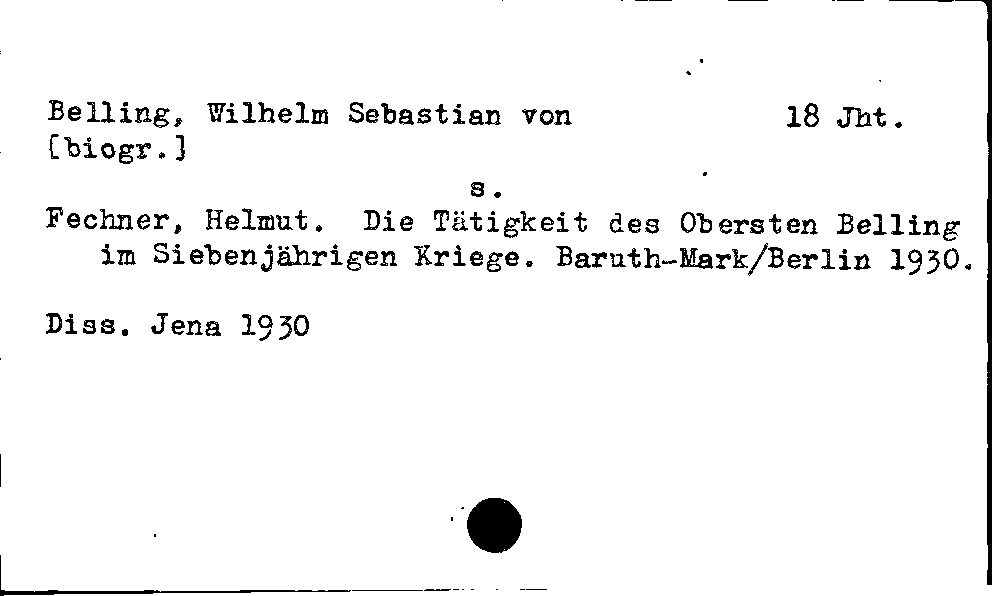 Belling, Wilhelm Sebastian von 18 Jht.
[biogr.]
s.
Fechner, Helmut. Die Tätigkeit des Obersten Belling
im Siebenjährigen Kriege. Baruth-Mark/Berlin 1930.
Diss. Jena 1930